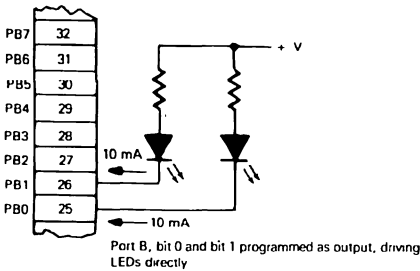 PB7 32
+ V
PB6 31
PB5 30
PB4 29
PB3 28
PB2 27
10 mA
PB1 26
PB0 25
10 mA
Port B, bit 0 and bit 1 programmed as output, driving
LEDs directly